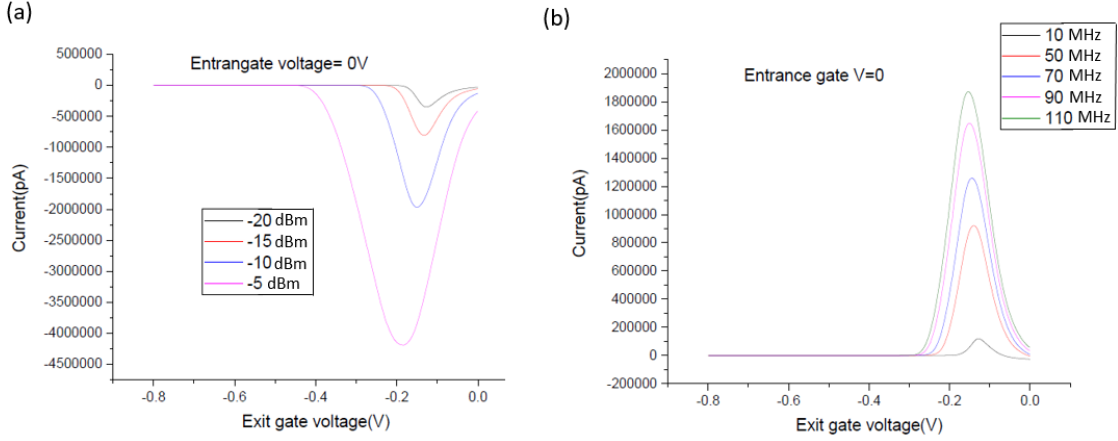 (a)
Entrangate voltage= 0V
500000
0
-500000
-1000000
-1500000
-2000000
-2500000
-3000000
-3500000
-4000000
-4500000
Current(pA)
-20 dBm
-15 dBm
-10 dBm
-5 dBm
-0.8
-0.6
-0.4
-0.2
0.0
Exit gate voltage(V)
(b)
10 MHz
50 MHz
70 MHz
90 MHz
110 MHz
Entrance gate V=0
2000000
1800000
1600000
1400000
1200000
1000000
800000
600000
400000
200000
0
-200000
Current(pA)
-0.8
-0.6
-0.4
-0.2
0.0
Exit gate voltage(V)